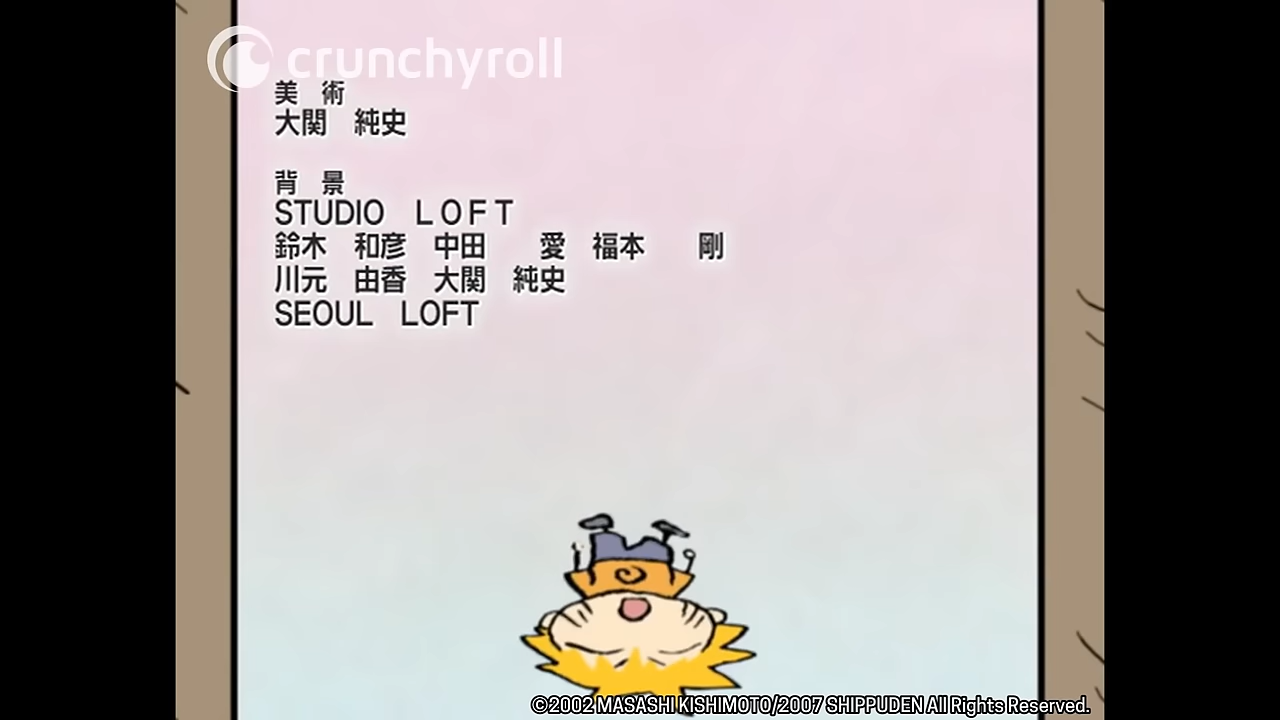 crunchyroll
美　術
大関　純史
背　景
STUDIO　ＬＯＦＴ
鈴木　和彦　中田　　愛　福本　　剛
川元　由香　大関　純史
SEOUL　LOFT
©2002 MASASHI KISHIMOTO/2007 SHIPPUDEN All Rights Reserved.